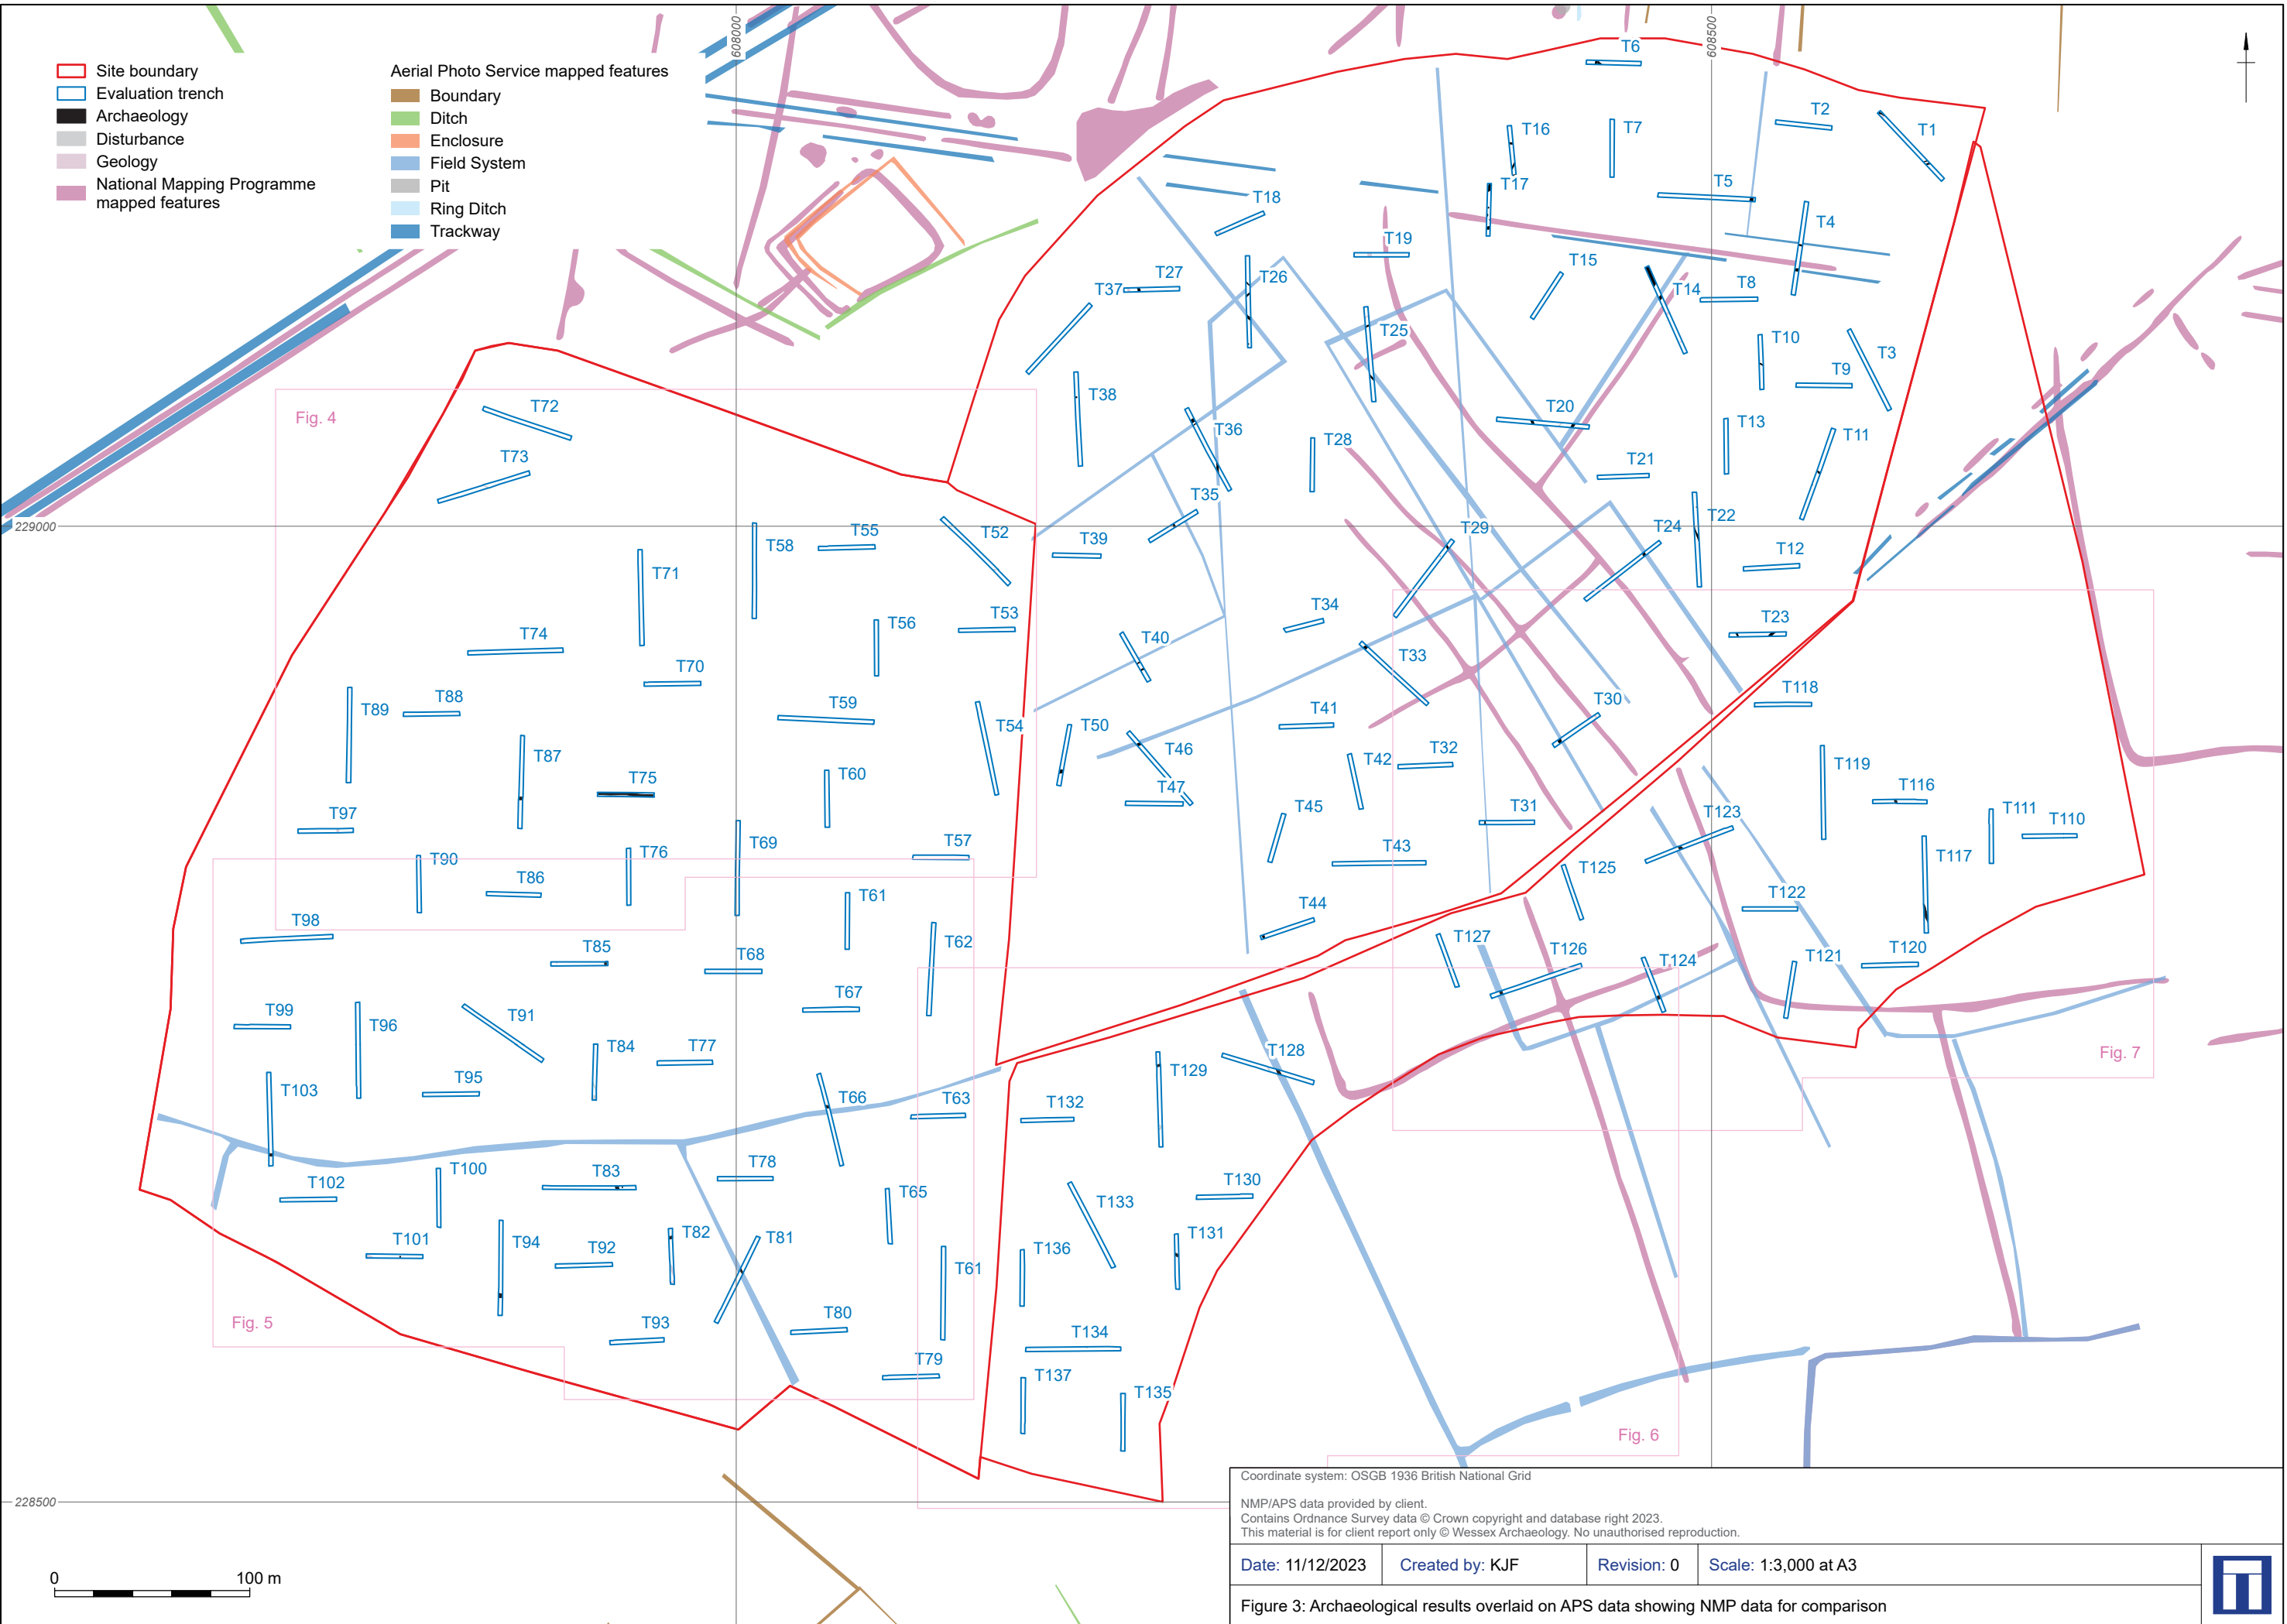 608000
608500
229000
228500
Site boundary
Evaluation trench
Archaeology
Disturbance
Geology
National Mapping Programme
mapped features
Aerial Photo Service mapped features
Boundary
Ditch
Enclosure
Field System
Pit
Ring Ditch
Trackway
T6
T2
T1
T16
T7
T17
T5
T18
T4
T19
T15
T27
T26
T37
T14
T8
T25
T10
T3
T9
T38
T20
T36
T28
T13
T11
T21
T35
T22
T29
T24
T39
T12
Fig. 4
T72
T73
T58
T55
T52
T71
T53
T56
T34
T23
T40
T33
T74
T70
T118
T89
T88
T59
T54
T50
T46
T41
T30
T42
T32
T87
T75
T60
T47
T119
T116
T45
T31
T123
T111
T110
T97
T69
T57
T43
T117
T90
T76
T86
T125
T61
T122
T98
T44
T62
T127
T85
T68
T126
T124
T121
T120
T67
T99
T96
T91
T84
T77
T128
Fig. 7
T129
T103
T95
T66
T63
T132
T100
T83
T78
T102
T65
T133
T130
T101
T94
T92
T82
T81
T136
T131
T61
Fig. 5
T93
T80
T134
T79
T137
T135
Fig. 6
0
100 m
Coordinate system: OSGB 1936 British National Grid
NMP/APS data provided by client.
Contains Ordnance Survey data © Crown copyright and database right 2023.
This material is for client report only © Wessex Archaeology. No unauthorised reproduction.
Date: 11/12/2023
Created by: KJF
Revision: 0
Scale: 1:3,000 at A3
Figure 3: Archaeological results overlaid on APS data showing NMP data for comparison